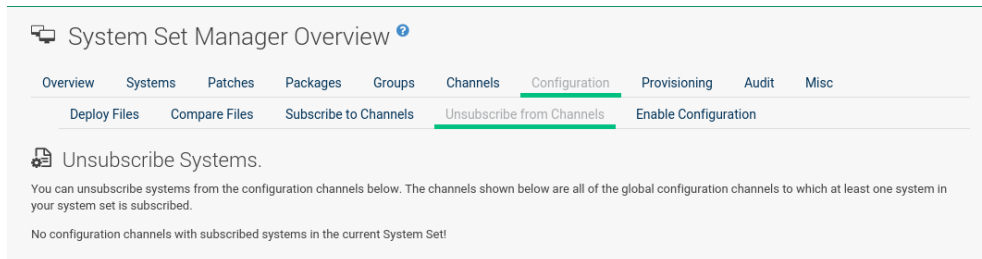 System Set Manager Overview ?
Overview Systems Patches Packages Groups Channels Configuration Provisioning Audit Misc
Deploy Files Compare Files Subscribe to Channels Unsubscribe from Channels Enable Configuration
Unsubscribe Systems.
You can unsubscribe systems from the configuration channels below. The channels shown below are all of the global configuration channels to which at least one system in
your system set is subscribed.
No configuration channels with subscribed systems in the current System Set!